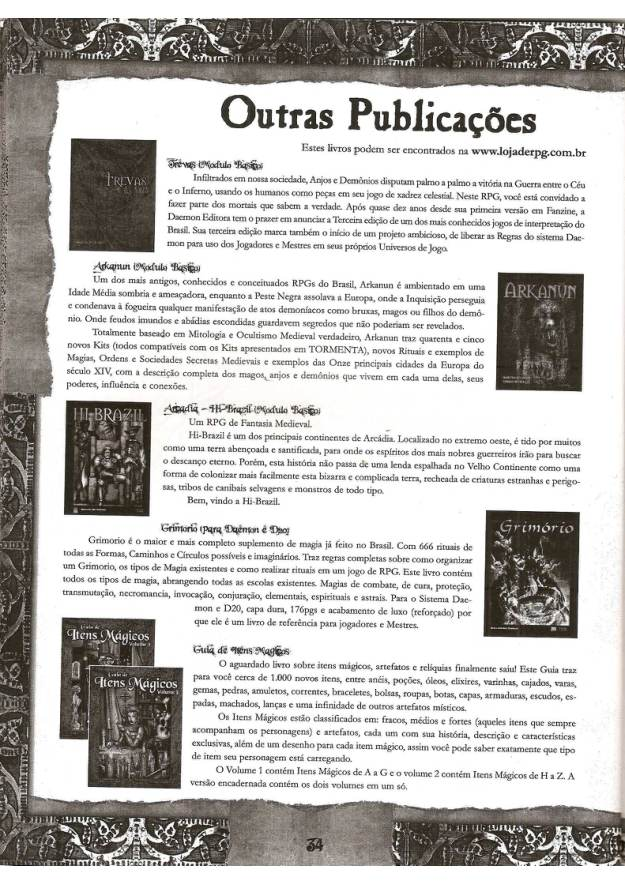 Outras Publicações
Estes livros podem ser encontrados na www.lojaderpg.com.br
Trevas (Modulo Basico)
Infiltrados em nossa sociedade, Anjos e Demônios disputam palmo a palmo a vitória na Guerra entre o Céu
e o Inferno, usando os humanos como peças em seu jogo de xadrez celestial. Neste RPG, você está convidado a
fazer parte dos mortais que sabem a verdade. Após quase dez anos desde sua primeira versão em Fanzine, a
Daemon Editora tem o prazer em anunciar a Terceira edição de um dos mais conhecidos jogos de interpretação do
Brasil. Sua terceira edição marca também o início de um projeto ambicioso, de liberar as Regras do sistema Dae-
mon para uso dos Jogadores e Mestres em seus próprios Universos de Jogo.
TREVAS
Arkanun (Modulo Basico)
Um dos mais antigos, conhecidos e conceituados RPGs do Brasil, Arkanun é ambientado em uma
Idade Média sombria e ameaçadora, enquanto a Peste Negra assolava a Europa, onde a Inquisição perseguia
e condenava à fogueira qualquer manifestação de atos demoníacos como bruxas, magos ou filhos do demô-
nio. Onde feudos imundos e abádias escondidas guardavem segredos que não poderiam ser revelados.
Totalmente baseado em Mitologia e Ocultismo Medieval verdadeiro, Arkanun traz quarenta e cinco
novos Kits (todos compatíveis com os Kits apresentados em TORMENTA), novos Rituais e exemplos de
Magias, Ordens e Sociedades Secretas Medievais e exemplos das Onze principais cidades da Europa do
século XIV, com a descrição completa dos magos, anjos e demônios que vivem em cada uma delas, seus
poderes, influência e conexões.
ARKANUN
HI-BRAZIL
Arcadia - Hi-Brazil (Modulo Basico)
Um RPG de Fantasia Medieval.
Hi-Brazil é um dos principais continentes de Arcádia. Localizado no extremo oeste, é tido por muitos
como uma terra abençoada e santificada, para onde os espíritos dos mais nobres guerreiros irão para buscar
o descanço eterno. Porém, esta história não passa de uma lenda espalhada no Velho Continente como uma
forma de colonizar mais facilmente esta bizarra e complicada terra, recheada de criaturas estranhas e perigo-
sas, tribos de canibais selvagens e monstros de todo tipo.
Bem, vindo a Hi-Brazil.
Grimorio (para Daemon e D20)
Grimorio é o maior e mais completo suplemento de magia já feito no Brasil. Com 666 rituais de
todas as Formas, Caminhos e Círculos possíveis e imaginários. Traz regras completas sobre como organizar
um Grimorio, os tipos de Magia existentes e como realizar rituais em um jogo de RPG. Este livro contém
todos os tipos de magia, abrangendo todas as escolas existentes. Magias de combate, de cura, proteção,
transmutação, necromancia, invocação, conjuração, elementais, espirituais e astrais. Para o Sistema Dae-
mon e D20, capa dura, 176pgs e acabamento de luxo (reforçado) por
que ele é um livro de referência para jogadores e Mestres.
Grimório
Guia de Itens Magicos
O aguardado livro sobre itens mágicos, artefatos e relíquias finalmente saiu! Este Guia traz
para você cerca de 1.000 novos itens, entre anéis, poções, óleos, elixires, varinhas, cajados, varas,
gemas, pedras, amuletos, correntes, braceletes, bolsas, roupas, botas, capas, armaduras, escudos, es-
padas, machados, lanças e uma infinidade de outros artefatos místicos.
Os Itens Mágicos estão classificados em: fracos, médios e fortes (aqueles itens que sempre
acompanham os personagens) e artefatos, cada um com sua história, descrição e características
exclusivas, além de um desenho para cada item mágico, assim você pode saber exatamente que tipo
de item seu personagem está carregando.
O Volume 1 contém Itens Mágicos de A a G e o volume 2 contém Itens Mágicos de H a Z. A
versão encadernada contém os dois volumes em um só.
Itens Mágicos
Itens Mágicos
34